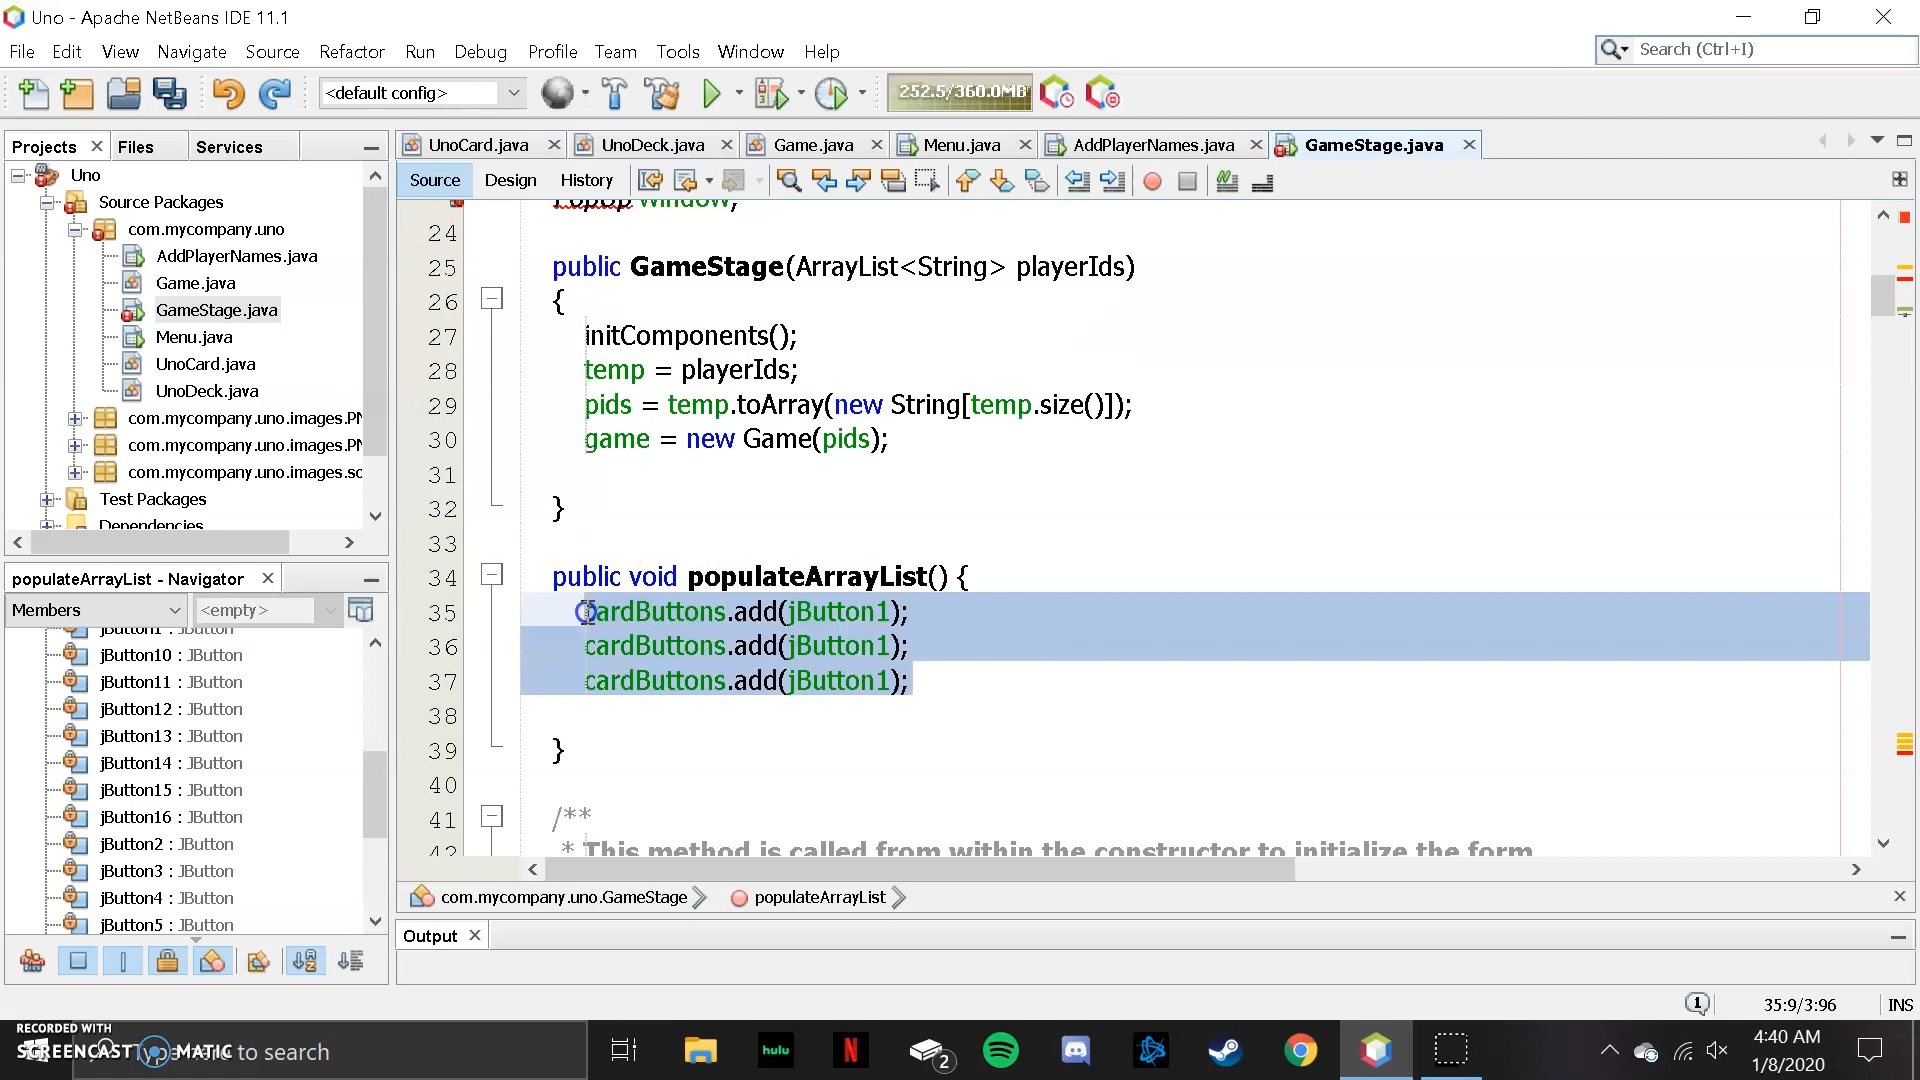 Uno - Apache NetBeans IDE 11.1
File Edit View Navigate Source Refactor Run Debug Profile Team Tools Window Help
Search (Ctrl+I)
<default config>
252.5/360.0MB
Projects Files Services
UnoCard.java UnoDeck.java Game.java Menu.java AddPlayerNames.java GameStage.java
Source Design History
Uno
Source Packages
com.mycompany.uno
AddPlayerNames.java
Game.java
GameStage.java
Menu.java
UnoCard.java
UnoDeck.java
com.mycompany.uno.images.PN
com.mycompany.uno.images.PN
com.mycompany.uno.images.sc
Test Packages
Dependencies
populateArrayList - Navigator
Members <empty>
jButton1 : JButton
jButton10 : JButton
jButton11 : JButton
jButton12 : JButton
jButton13 : JButton
jButton14 : JButton
jButton15 : JButton
jButton16 : JButton
jButton2 : JButton
jButton3 : JButton
jButton4 : JButton
jButton5 : JButton
PopUp window;
24
25 public GameStage(ArrayList<String> playerIds)
26 {
27 initComponents();
28 temp = playerIds;
29 pids = temp.toArray(new String[temp.size()]);
30 game = new Game(pids);
31
32 }
33
34 public void populateArrayList() {
35 cardButtons.add(jButton1);
36 cardButtons.add(jButton1);
37 cardButtons.add(jButton1);
38
39 }
40
41 /**
42 * This method is called from within the constructor to initialize the form
com.mycompany.uno.GameStage populateArrayList
Output
1 35:9/3:96 INS
RECORDED WITH
SCREENCAST MATIC
Type here to search
hulu
N
2
4:40 AM
1/8/2020